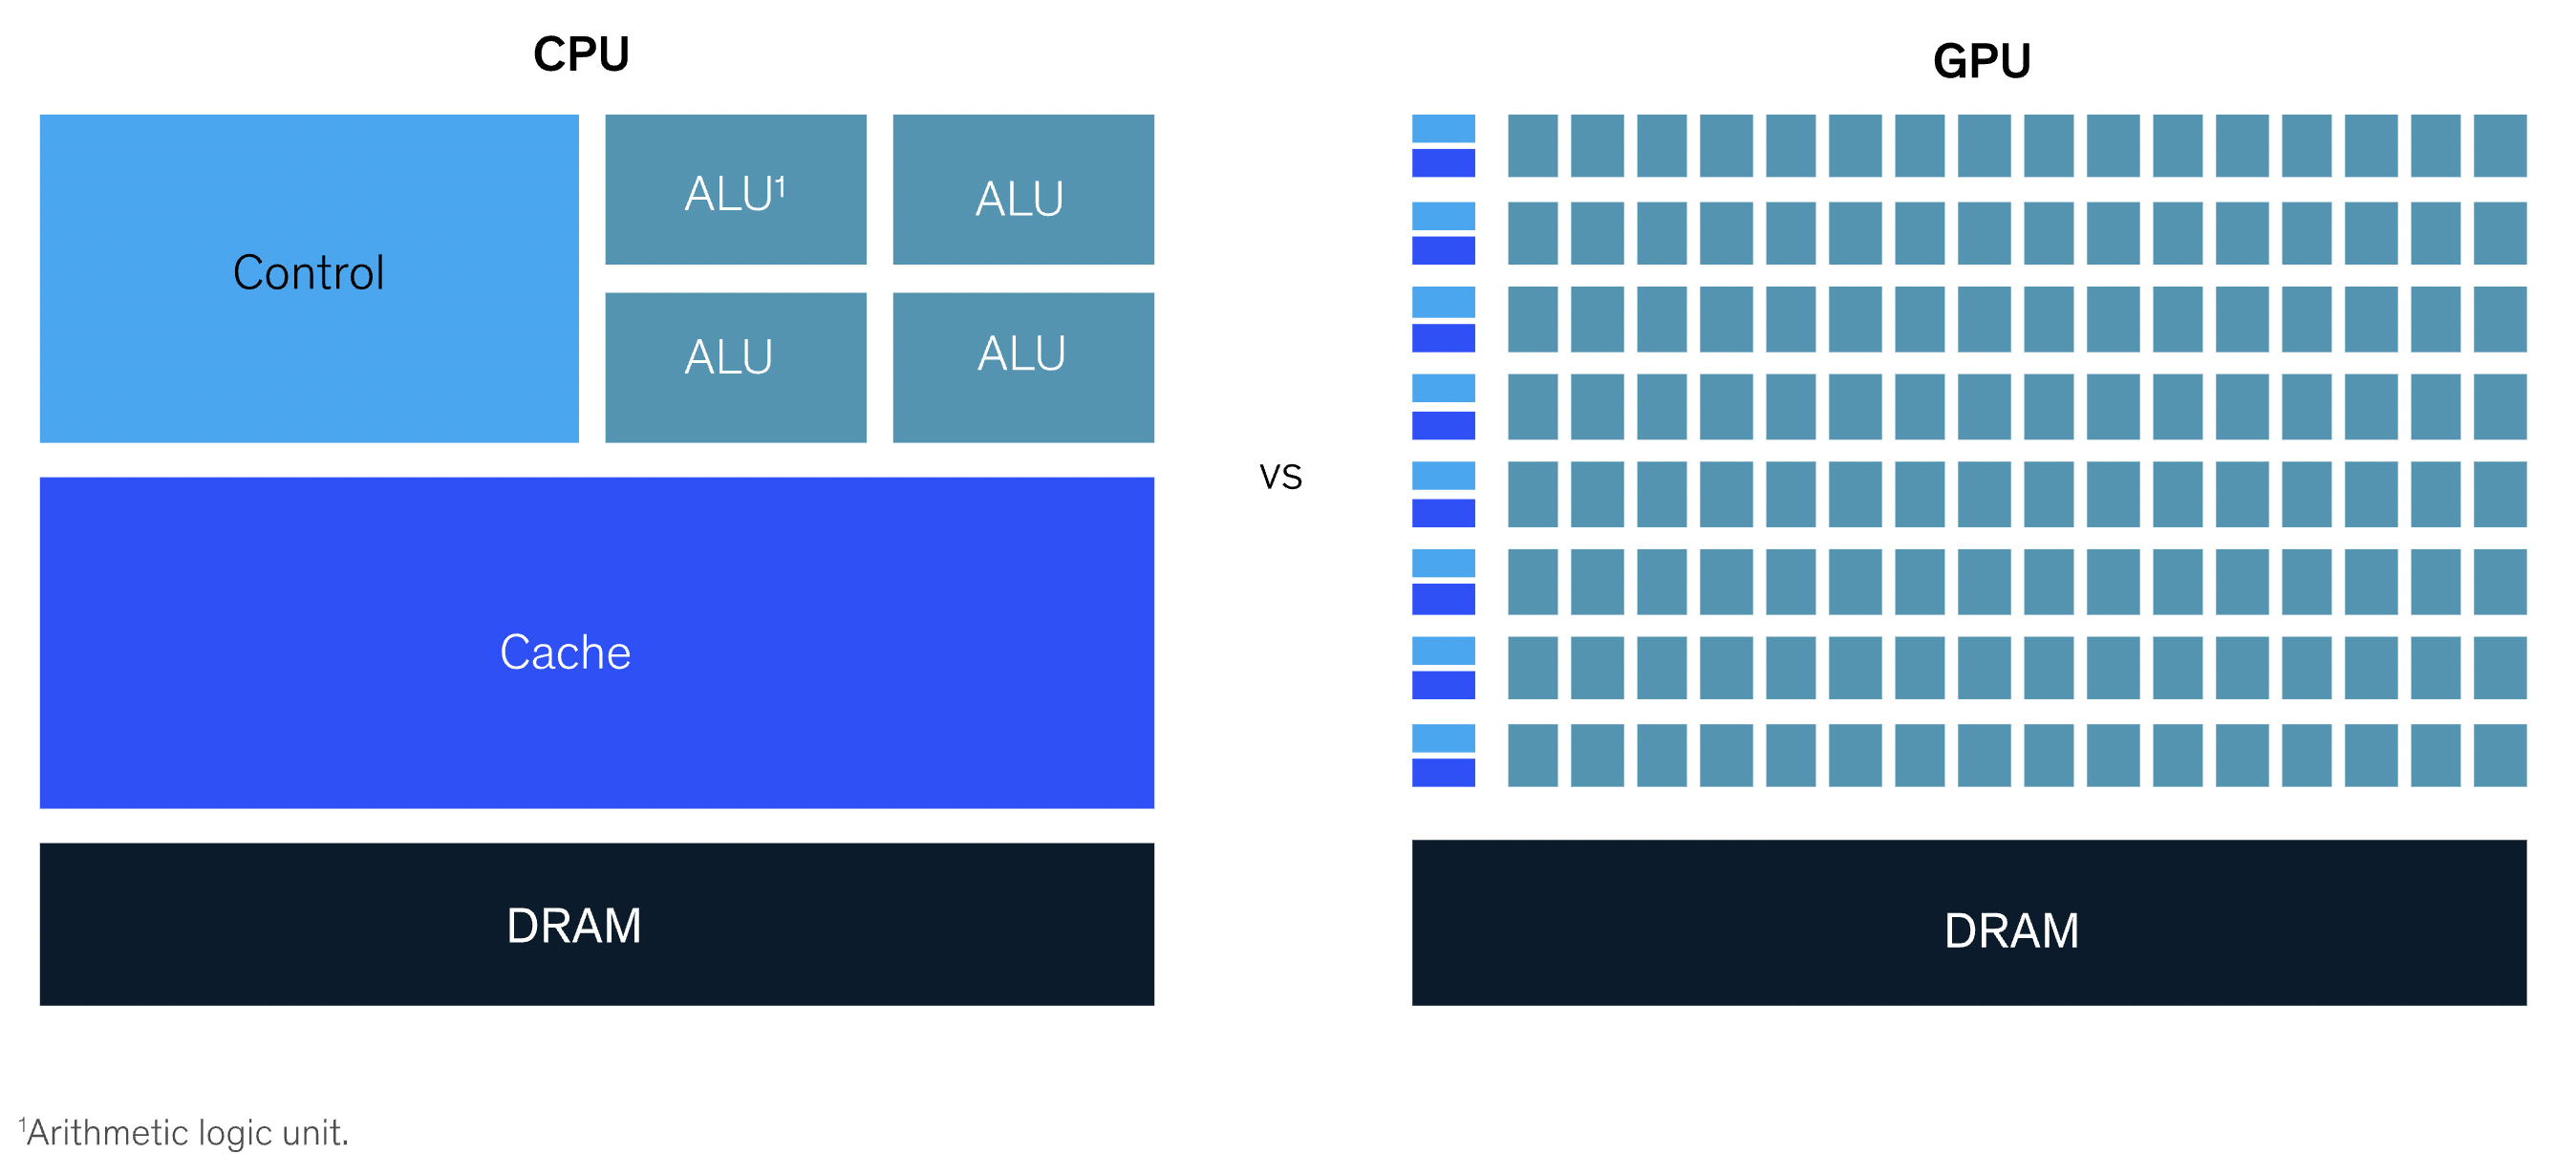 CPU
GPU
Control
ALU¹
ALU
ALU
ALU
vs
Cache
DRAM
DRAM
¹Arithmetic logic unit.